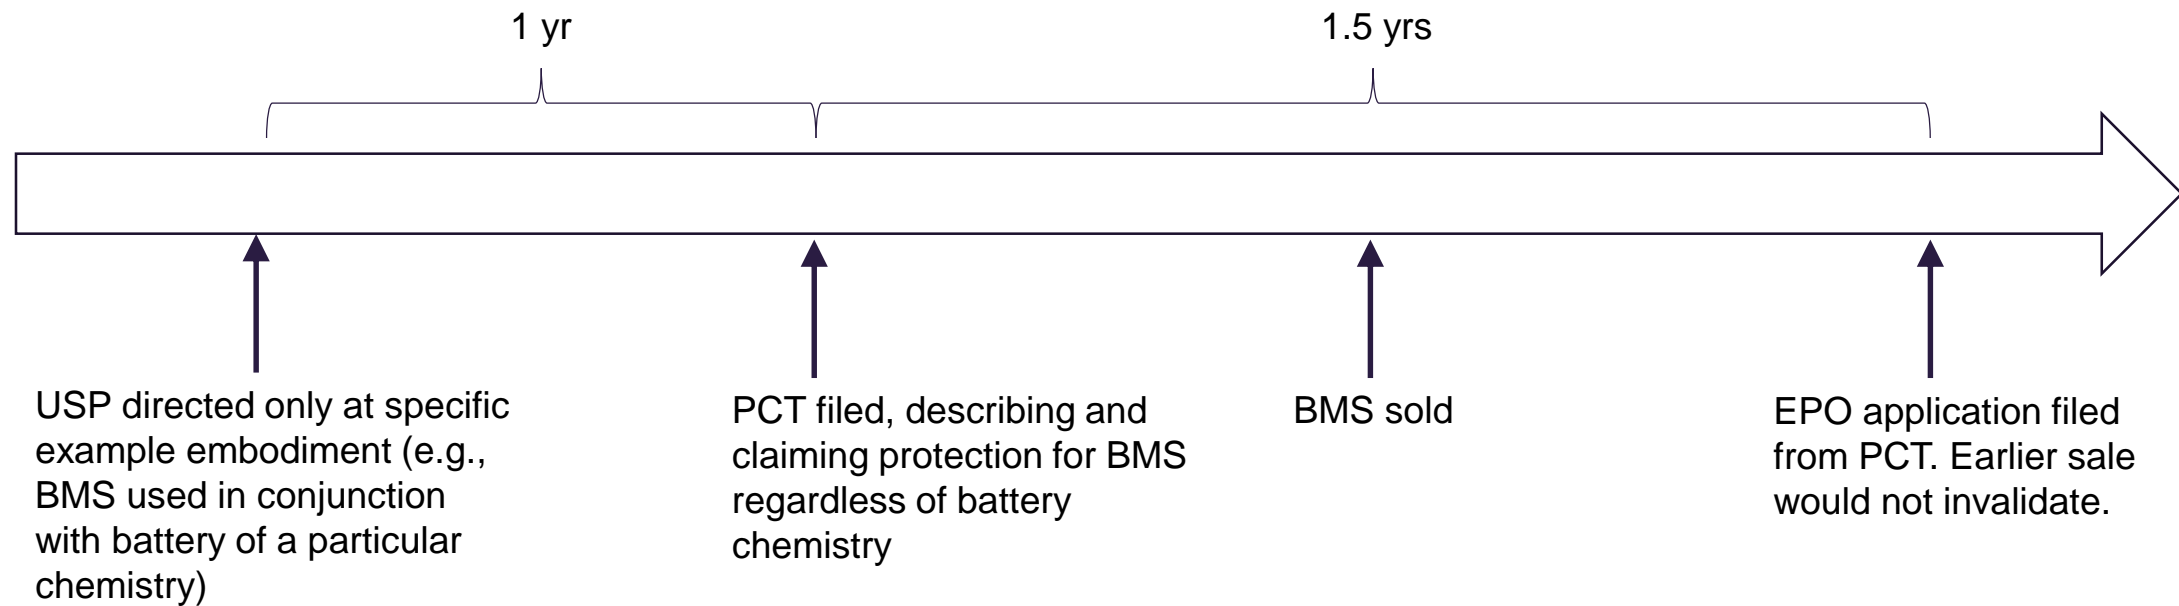 1 yr
1.5 yrs
USP directed only at specific
example embodiment (e.g.,
BMS used in conjunction
with battery of a particular
chemistry)
PCT filed, describing and
claiming protection for BMS
regardless of battery
chemistry
BMS sold
EPO application filed
from PCT. Earlier sale
would not invalidate.